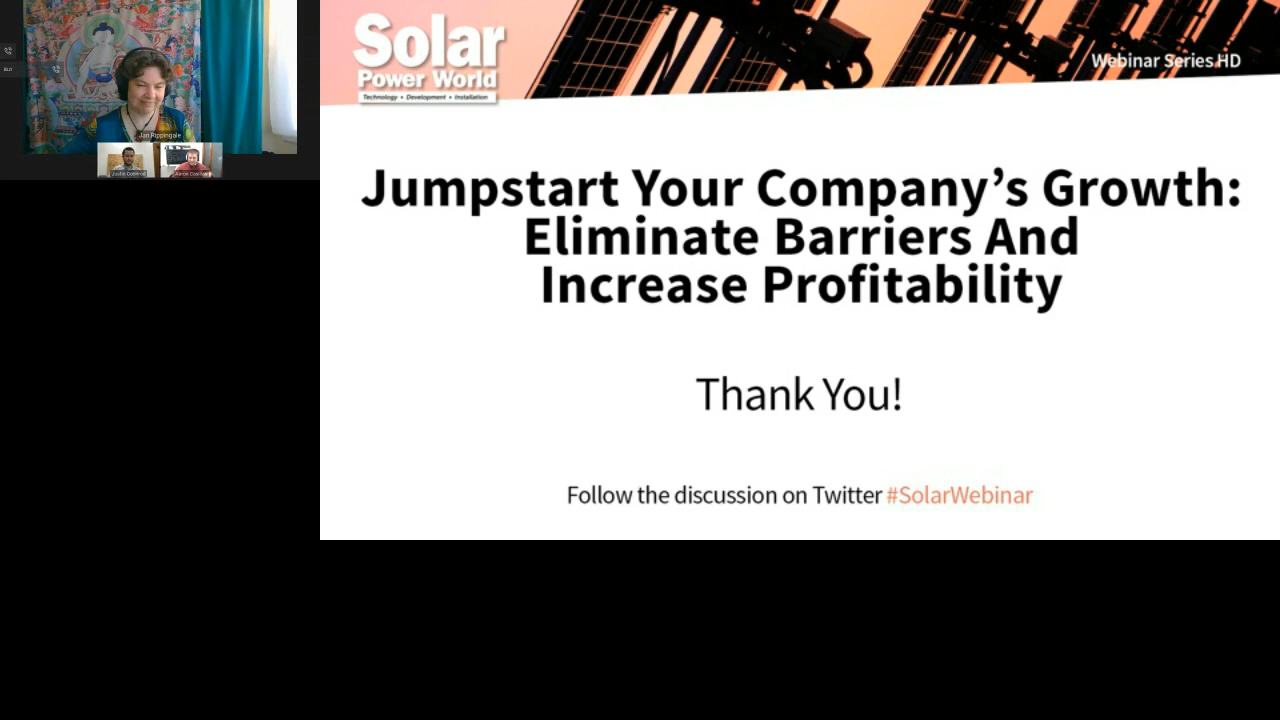 Solar
Power World
Technology • Development • Installation
Webinar Series HD
Jan Rippingale
Jumpstart Your Company's Growth:
Eliminate Barriers And
Increase Profitability
Thank You!
Follow the discussion on Twitter #SolarWebinar